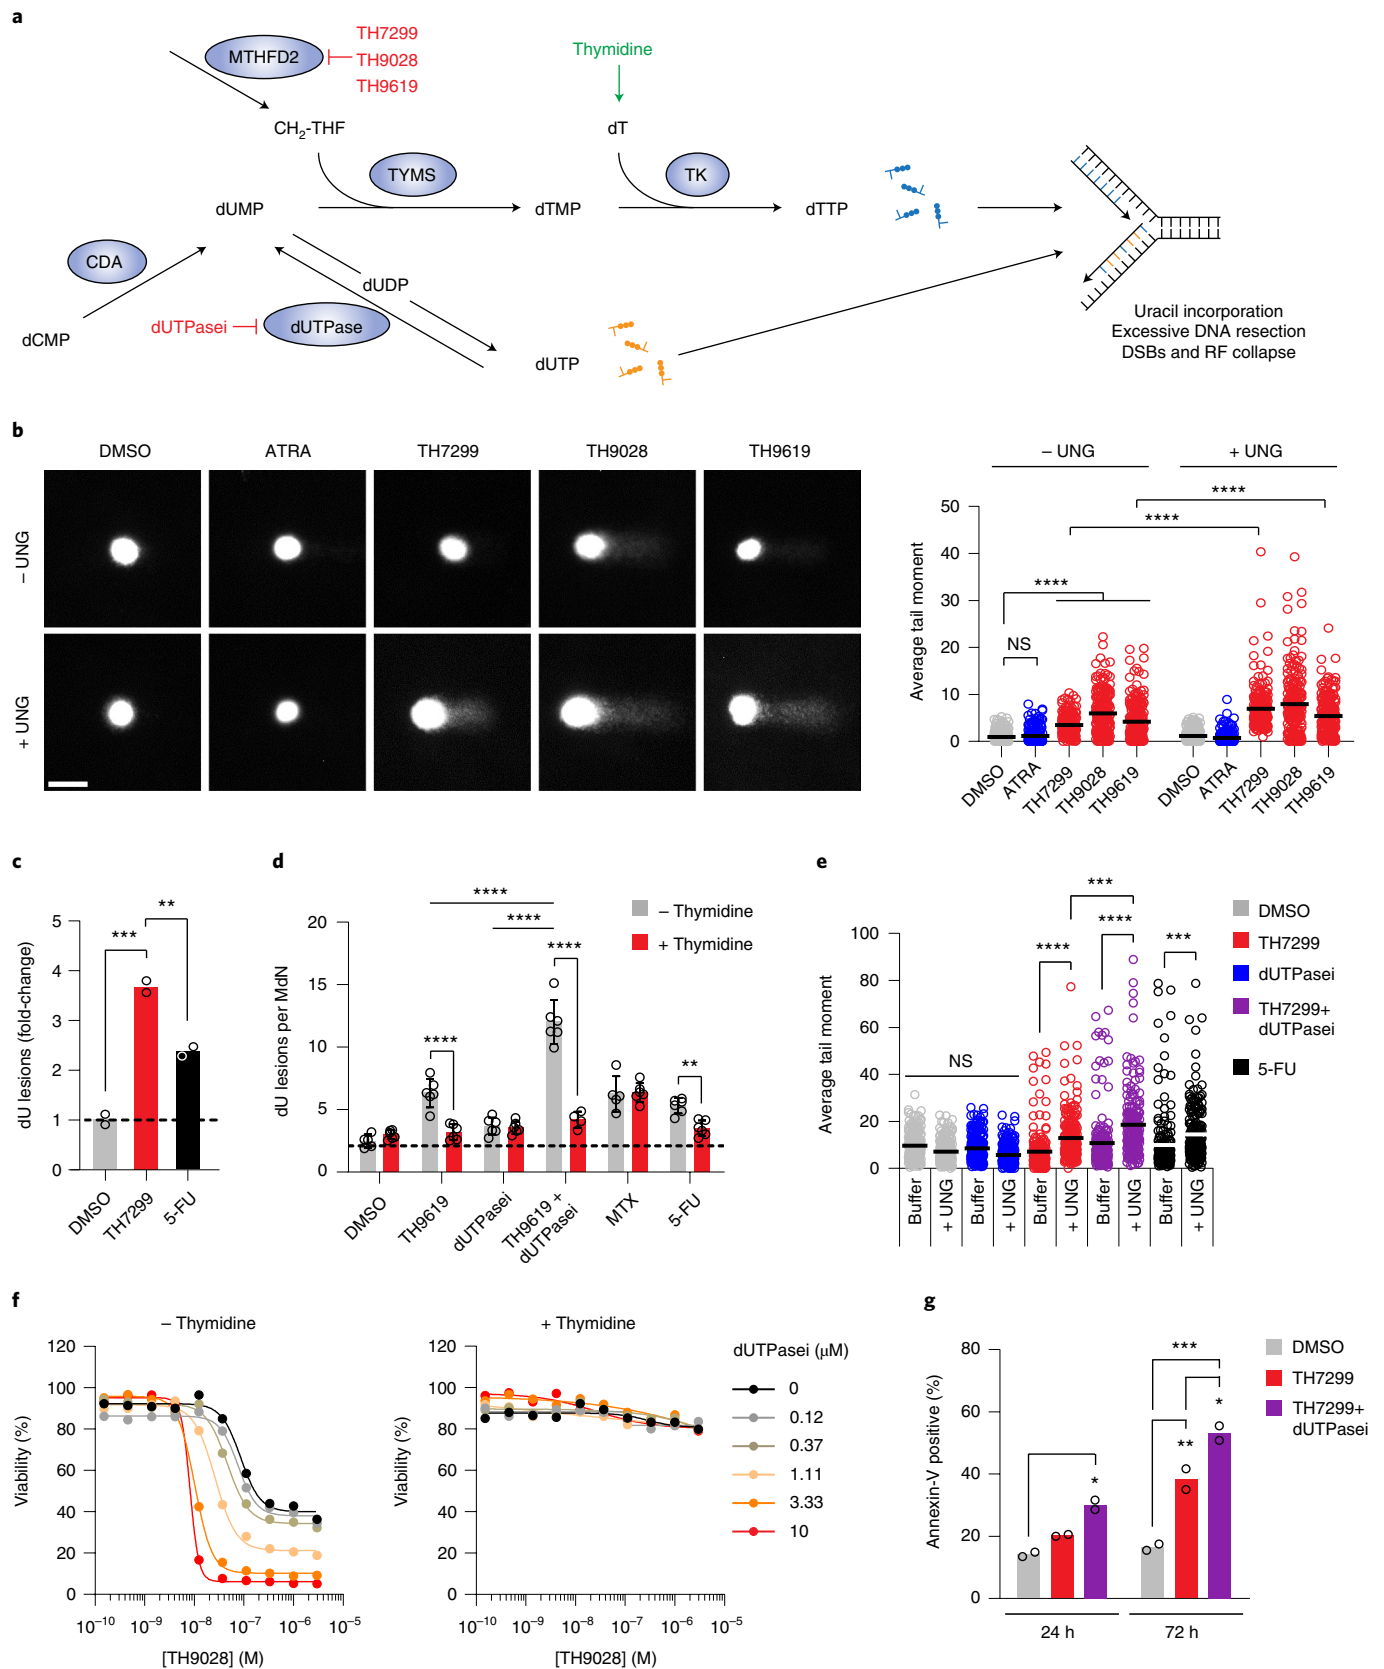 a
MTHFD2
TH7299
TH9028
TH9619
Thymidine
CH2-THF
dT
TYMS
TK
dUMP
dTMP
dTTP
CDA
dUDP
dUTPasei
dUTPase
dCMP
dUTP
Uracil incorporation
Excessive DNA resection
DSBs and RF collapse
b
DMSO
ATRA
TH7299
TH9028
TH9619
– UNG
+ UNG
– UNG
+ UNG
****
****
****
NS
Average tail moment
50
40
30
20
10
0
DMSO
ATRA
TH7299
TH9028
TH9619
DMSO
ATRA
TH7299
TH9028
TH9619
c
dU lesions (fold-change)
5
4
3
2
1
0
***
**
DMSO
TH7299
5-FU
d
dU lesions per MdN
20
15
10
5
0
****
****
****
****
**
– Thymidine
+ Thymidine
DMSO
TH9619
dUTPasei
TH9619 +
dUTPasei
MTX
5-FU
e
Average tail moment
100
80
60
40
20
0
NS
****
***
****
***
Buffer
+ UNG
Buffer
+ UNG
Buffer
+ UNG
Buffer
+ UNG
Buffer
+ UNG
DMSO
TH7299
dUTPasei
TH7299+
dUTPasei
5-FU
f
– Thymidine
Viability (%)
120
100
80
60
40
20
0
10−10
10−9
10−8
10−7
10−6
10−5
[TH9028] (M)
+ Thymidine
Viability (%)
120
100
80
60
40
20
0
10−10
10−9
10−8
10−7
10−6
10−5
[TH9028] (M)
dUTPasei (μM)
0
0.12
0.37
1.11
3.33
10
g
Annexin-V positive (%)
80
60
40
20
0
*
***
**
*
24 h
72 h
DMSO
TH7299
TH7299+
dUTPasei